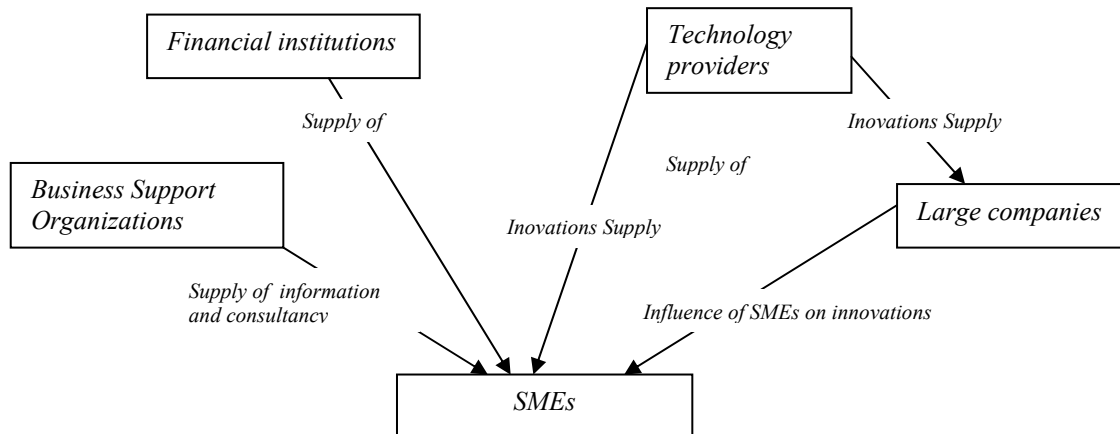 Financial institutions
Technology
providers
Supply of
Inovations Supply
Supply of
Business Support
Organizations
Large companies
Inovations Supply
Supply of information
and consultancy
Influence of SMEs on innovations
SMEs